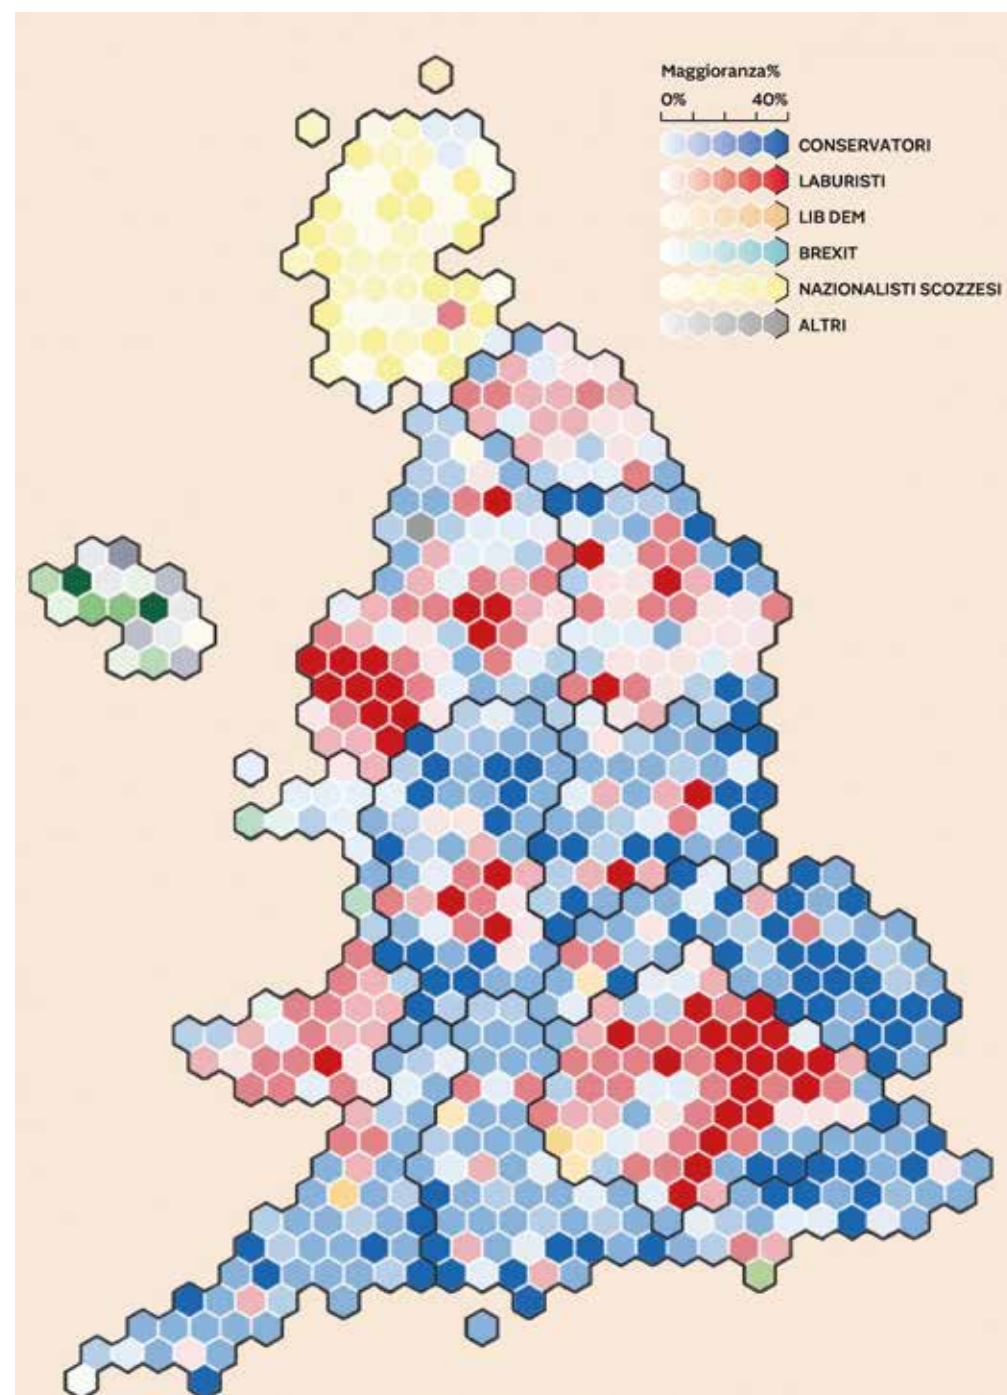 Maggioranza%
0% 40%
CONSERVATORI
LABURISTI
LIB DEM
BREXIT
NAZIONALISTI SCOZZESI
ALTRI